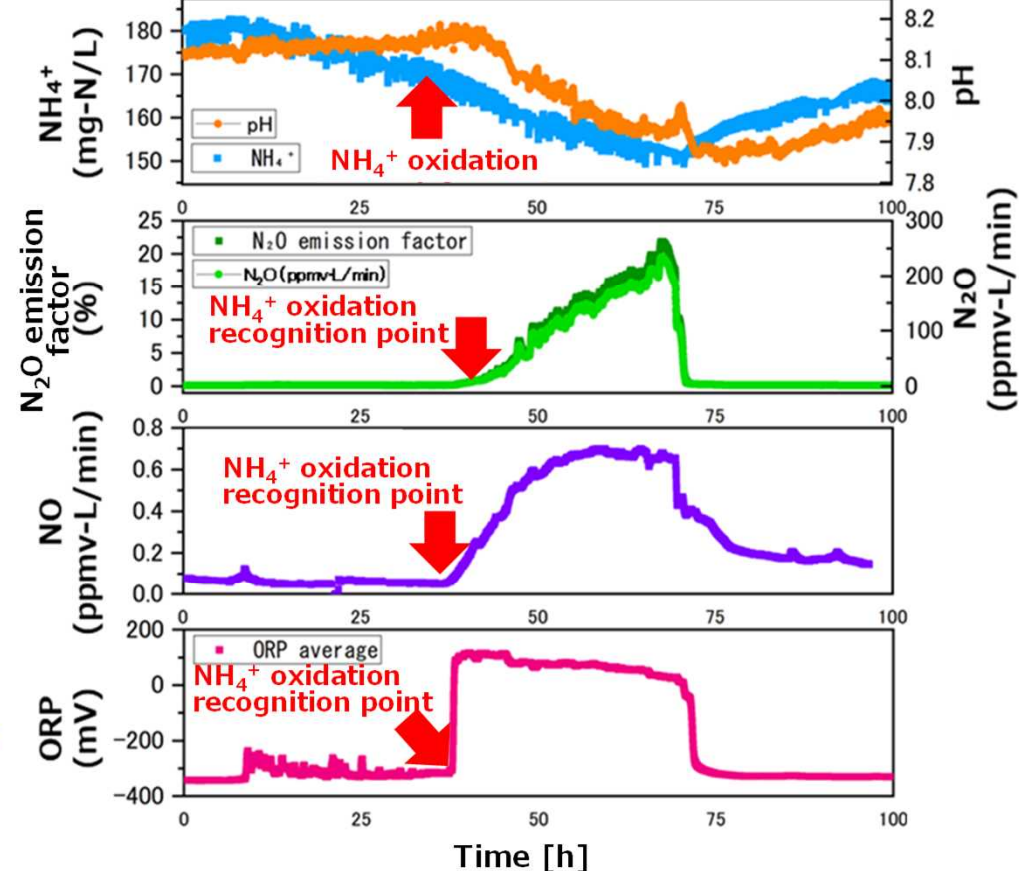 NH₄⁺
(mg-N/L)
180
170
160
150
8.2
8.1
8.0
7.9
7.8
pH
pH
NH₄⁺
NH₄⁺ oxidation
0 25 50 75 100
N₂O emission
factor
(%)
25
20
15
10
5
0
300
200
100
0
N₂O
(ppmv-L/min)
N₂O emission factor
N₂O(ppmv-L/min)
NH₄⁺ oxidation
recognition point
0 25 50 75 100
NO
(ppmv-L/min)
0.8
0.6
0.4
0.2
0.0
NH₄⁺ oxidation
recognition point
0 25 50 75 100
ORP
(mV)
200
0
-200
-400
ORP average
NH₄⁺ oxidation
recognition point
0 25 50 75 100
Time [h]